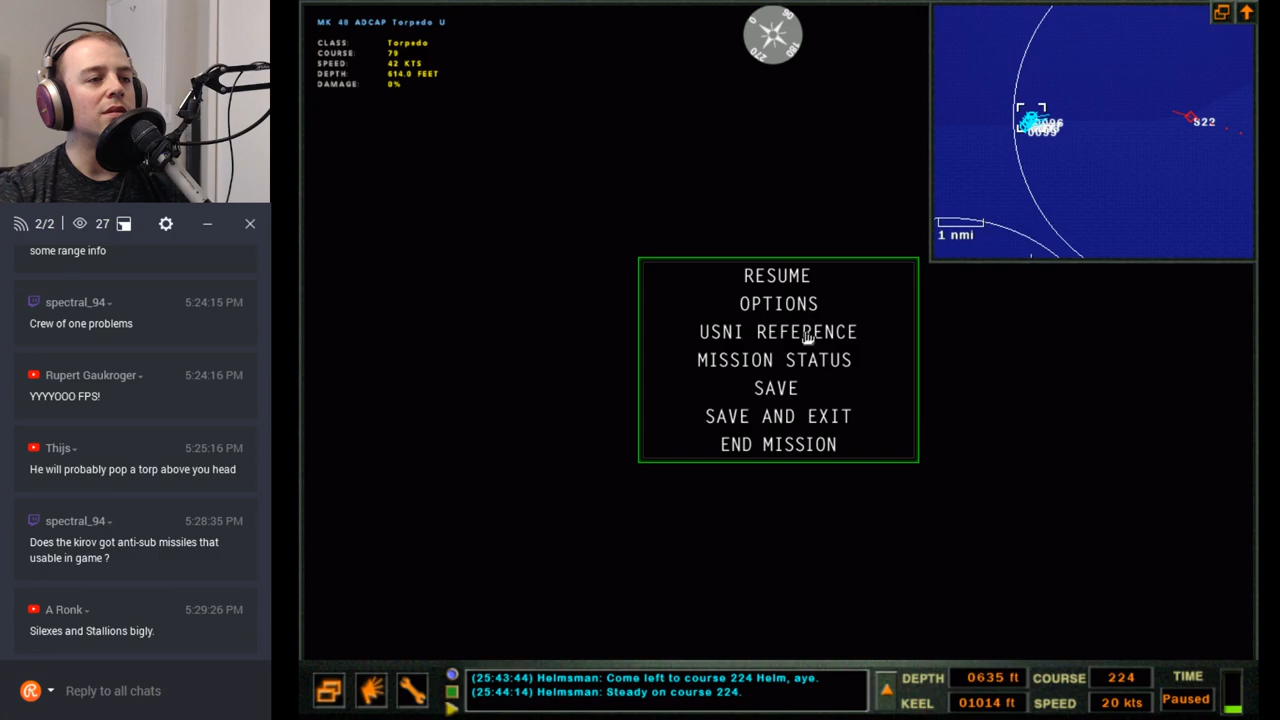 MK 48 ADCAP Torpedo U
CLASS: Torpedo
COURSE: 79
SPEED: 42 KTS
DEPTH: 614.0 FEET
DAMAGE: 0%
0 90
270 180
S22
1 nmi
2/2 27
some range info
spectral_94 5:24:15 PM
Crew of one problems
Rupert Gaukroger 5:24:16 PM
YYYYOOO FPS!
Thijs 5:25:16 PM
He will probably pop a torp above you head
spectral_94 5:28:35 PM
Does the kirov got anti-sub missiles that
usable in game ?
A Ronk 5:29:26 PM
Silexes and Stallions bigly.
Reply to all chats
RESUME
OPTIONS
USNI REFERENCE
MISSION STATUS
SAVE
SAVE AND EXIT
END MISSION
(25:43:44) Helmsman: Come left to course 224 Helm, aye.
(25:44:14) Helmsman: Steady on course 224.
DEPTH 0635 ft COURSE 224 TIME
KEEL 01014 ft SPEED 20 kts Paused